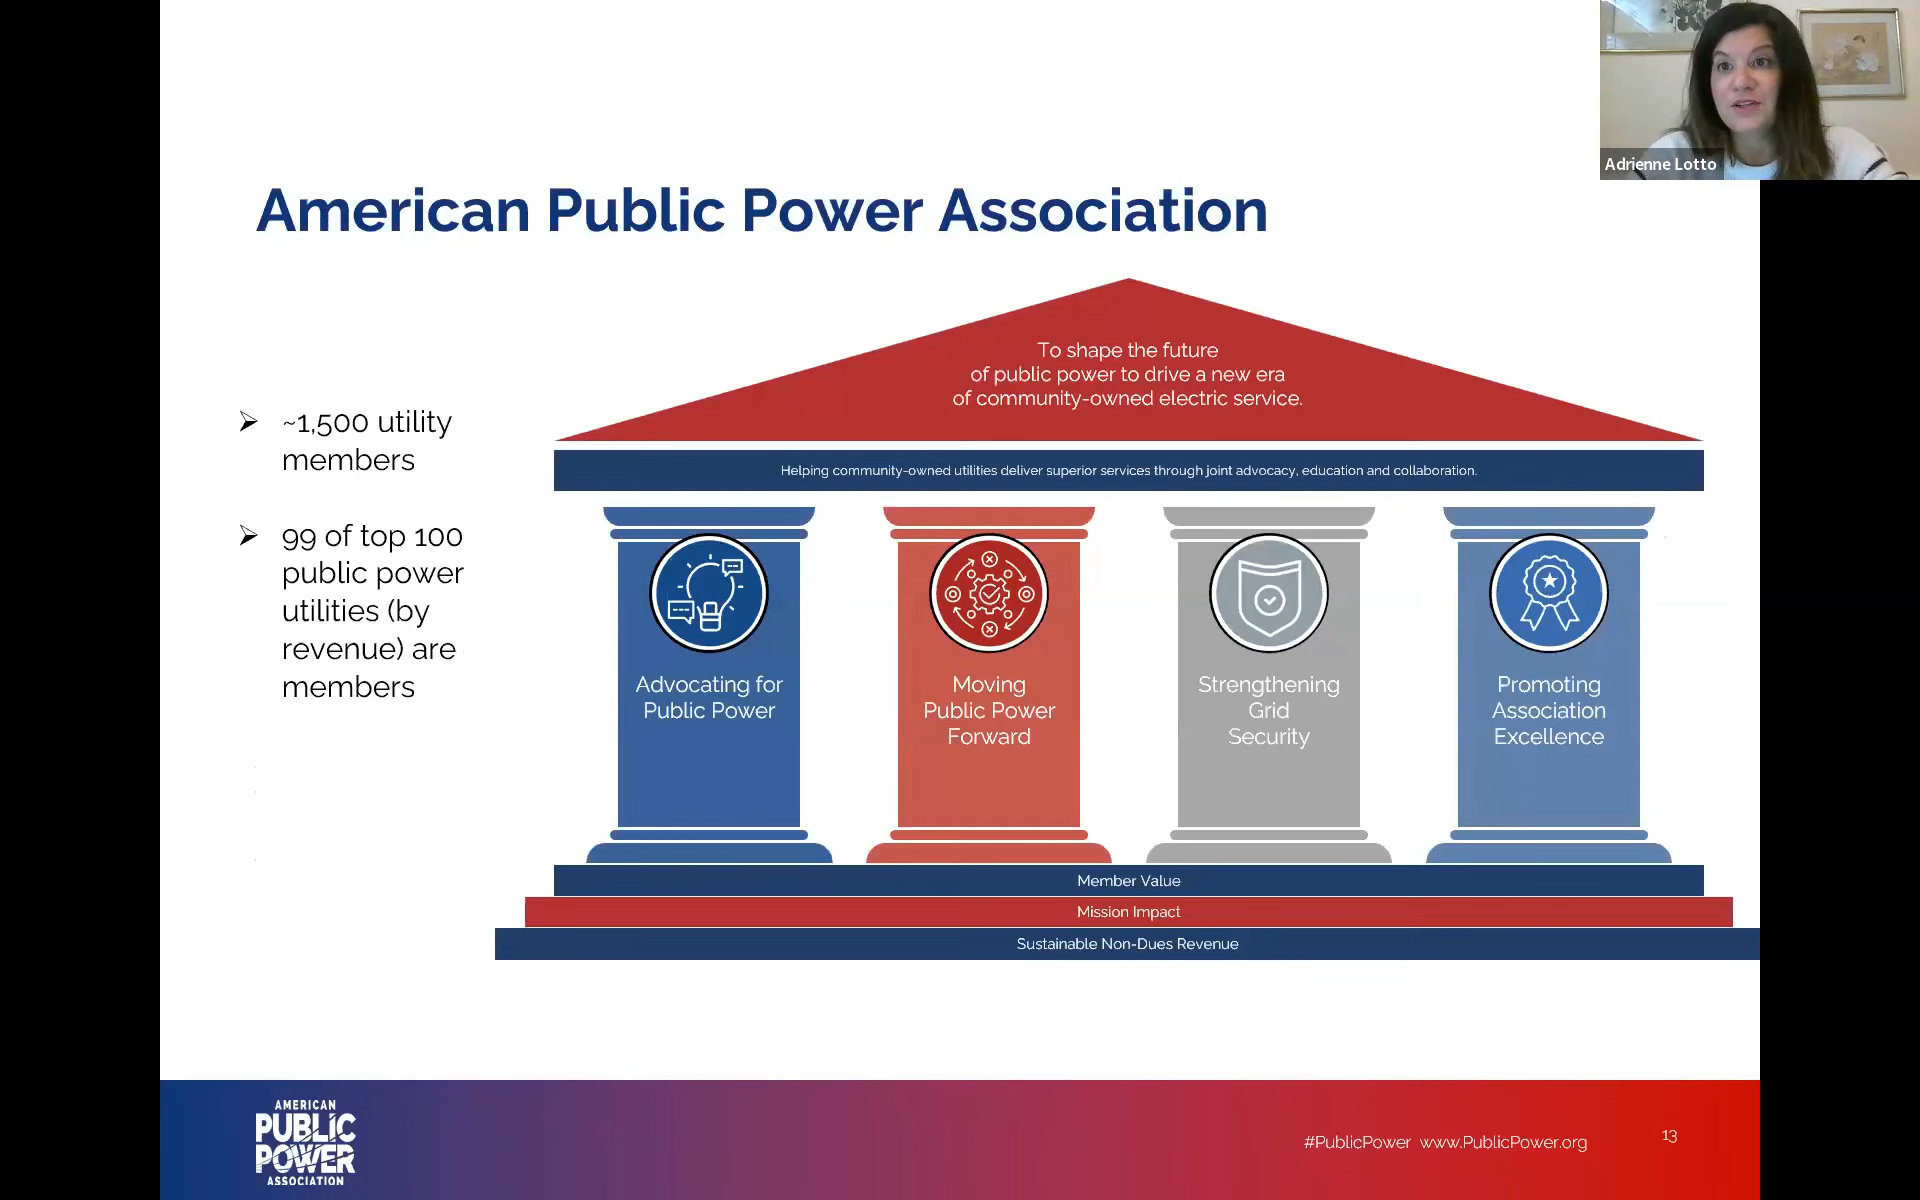 Adrienne Lotto
American Public Power Association
To shape the future
of public power to drive a new era
of community-owned electric service.
Helping community-owned utilities deliver superior services through joint advocacy, education and collaboration.
➢ ~1,500 utility
members
➢ 99 of top 100
public power
utilities (by
revenue) are
members
Advocating for
Public Power
Moving
Public Power
Forward
Strengthening
Grid
Security
Promoting
Association
Excellence
Member Value
Mission Impact
Sustainable Non-Dues Revenue
AMERICAN
PUBLIC
POWER
ASSOCIATION
#PublicPower www.PublicPower.org
13